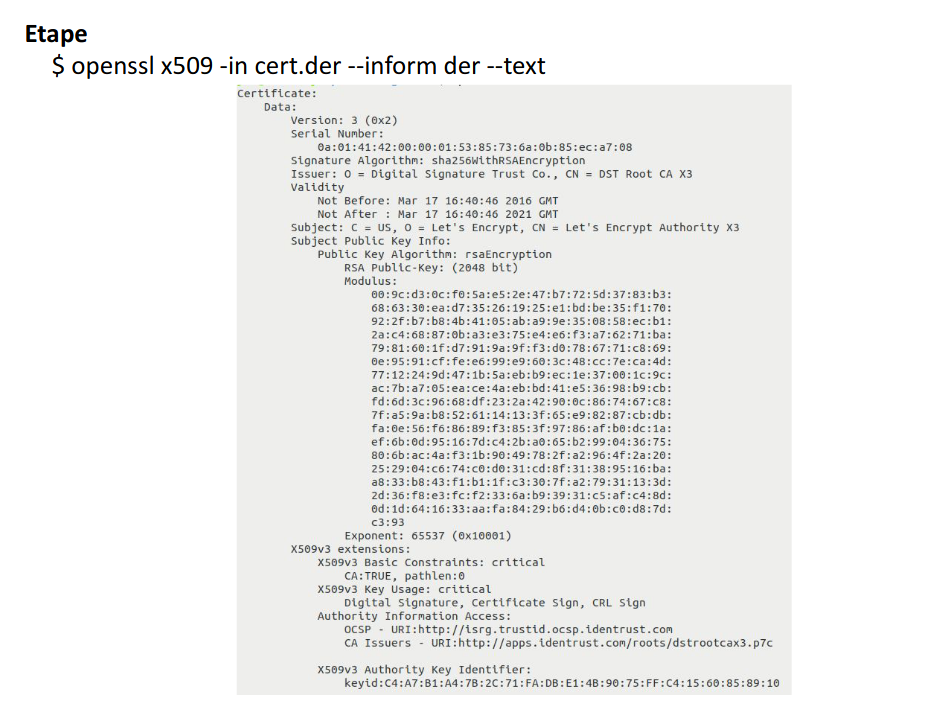 Etape
$ openssl x509 -in cert.der --inform der --text
Certificate:
Data:
Version: 3 (0x2)
Serial Number:
0a:01:41:42:00:00:01:53:85:73:6a:0b:85:ec:a7:08
Signature Algorithm: sha256WithRSAEncryption
Issuer: O = Digital Signature Trust Co., CN = DST Root CA X3
Validity
Not Before: Mar 17 16:40:46 2016 GMT
Not After : Mar 17 16:40:46 2021 GMT
Subject: C = US, O = Let's Encrypt, CN = Let's Encrypt Authority X3
Subject Public Key Info:
Public Key Algorithm: rsaEncryption
RSA Public-Key: (2048 bit)
Modulus:
00:9c:d3:0c:f0:5a:e5:2e:47:b7:72:5d:37:83:b3:
68:63:30:ea:d7:35:26:19:25:e1:bd:be:35:f1:70:
92:2f:b7:b8:4b:41:05:ab:a9:9e:35:08:58:ec:b1:
2a:c4:68:87:0b:a3:e3:75:e4:e6:f3:a7:62:71:ba:
79:81:60:1f:d7:91:9a:9f:f3:d0:78:67:71:c8:69:
0e:95:91:cf:fe:e6:99:e9:60:3c:48:cc:7e:ca:4d:
77:12:24:9d:47:1b:5a:eb:b9:ec:1e:37:00:1c:9c:
ac:7b:a7:05:ea:ce:4a:eb:bd:41:e5:36:98:b9:cb:
fd:6d:3c:96:68:df:23:2a:42:90:0c:86:74:67:c8:
7f:a5:9a:b8:52:61:14:13:3f:65:e9:82:87:cb:db:
fa:0e:56:f6:86:89:f3:85:3f:97:86:af:b0:dc:1a:
ef:6b:0d:95:16:7d:c4:2b:a0:65:b2:99:04:36:75:
80:6b:ac:4a:f3:1b:90:49:78:2f:a2:96:4f:2a:20:
25:29:04:c6:74:c0:d0:31:cd:8f:31:38:95:16:ba:
a8:33:b8:43:f1:b1:1f:c3:30:7f:a2:79:31:13:3d:
2d:36:f8:e3:fc:f2:33:6a:b9:39:31:c5:af:c4:8d:
0d:1d:64:16:33:aa:fa:84:29:b6:d4:0b:c0:d8:7d:
c3:93
Exponent: 65537 (0x10001)
X509v3 extensions:
X509v3 Basic Constraints: critical
CA:TRUE, pathlen:0
X509v3 Key Usage: critical
Digital Signature, Certificate Sign, CRL Sign
Authority Information Access:
OCSP - URI:http://isrg.trustid.ocsp.identrust.com
CA Issuers - URI:http://apps.identrust.com/roots/dstrootcax3.p7c
X509v3 Authority Key Identifier:
keyid:C4:A7:B1:A4:7B:2C:71:FA:DB:E1:4B:90:75:FF:C4:15:60:85:89:10